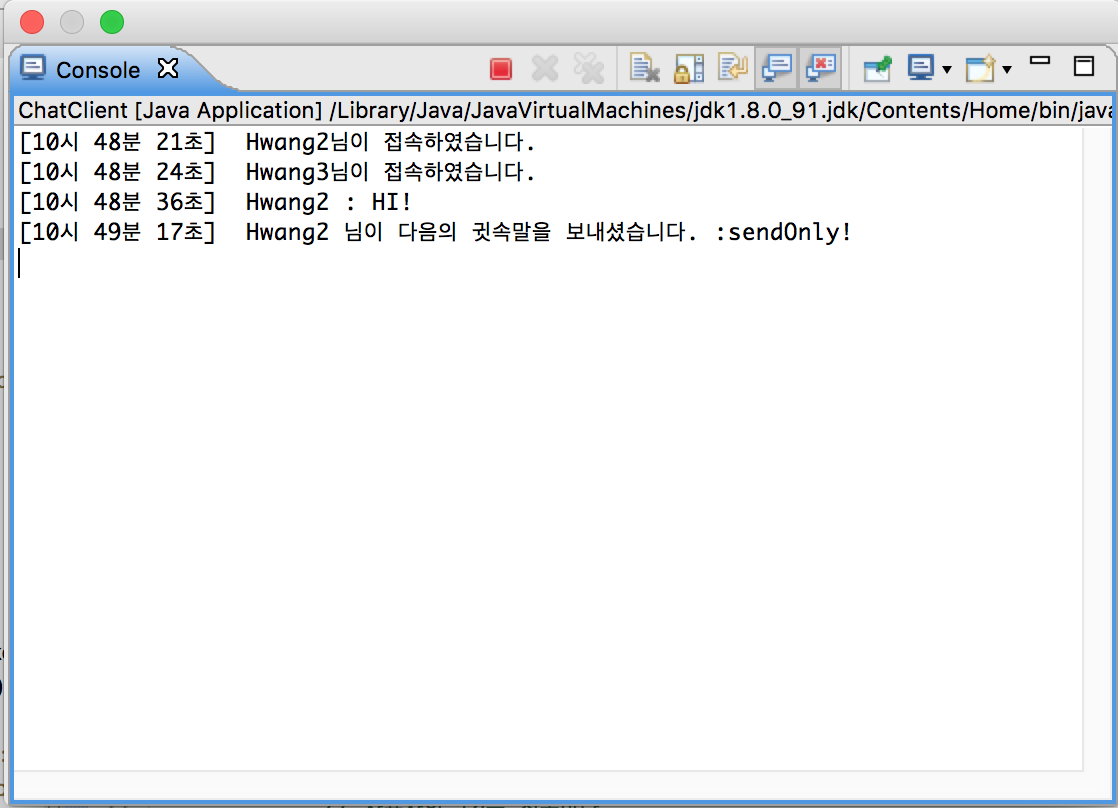 Console
ChatClient [Java Application] /Library/Java/JavaVirtualMachines/jdk1.8.0_91.jdk/Contents/Home/bin/java
[10시 48분 21초]  Hwang2님이 접속하였습니다.
[10시 48분 24초]  Hwang3님이 접속하였습니다.
[10시 48분 36초]  Hwang2 : HI!
[10시 49분 17초]  Hwang2 님이 다음의 귓속말을 보내셨습니다. :sendOnly!